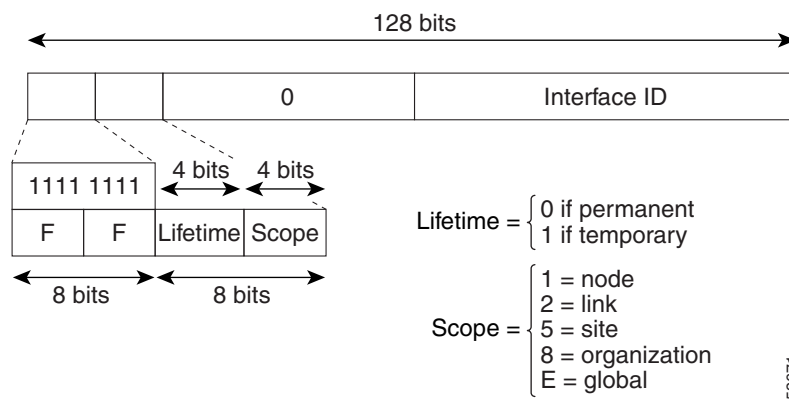 128 bits
0 Interface ID
4 bits 4 bits
1111 1111
F F Lifetime Scope
8 bits 8 bits
Lifetime =
0 if permanent
1 if temporary
Scope =
1 = node
2 = link
5 = site
8 = organization
E = global